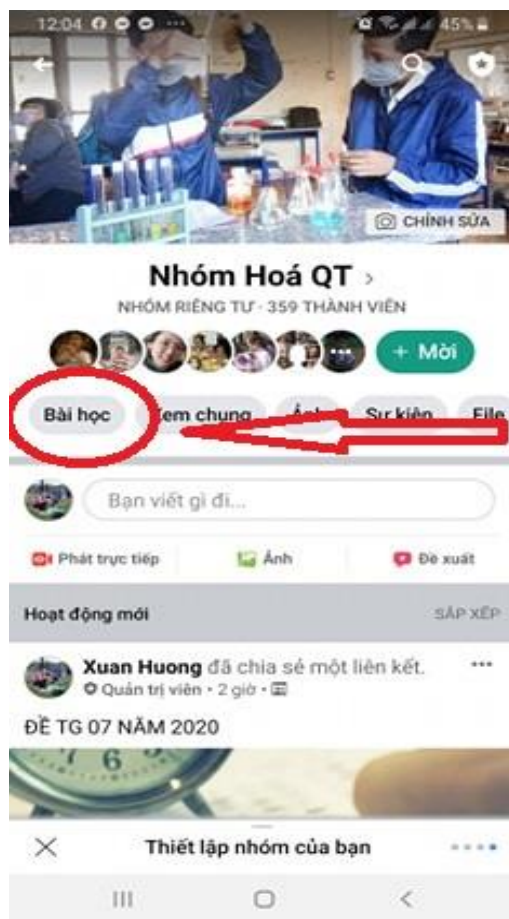 12:04
45%
CHỈNH SỬA
Nhóm Hoá QT >
NHÓM RIÊNG TƯ · 359 THÀNH VIÊN
+ Mời
Bài học
Xem chung
Ảnh
Sự kiện
File
Bạn viết gì đi...
Phát trực tiếp
Ảnh
Đề xuất
Hoạt động mới
SẮP XẾP
Xuan Huong đã chia sẻ một liên kết.
Quản trị viên · 2 giờ ·
ĐỀ TG 07 NĂM 2020
6
Thiết lập nhóm của bạn